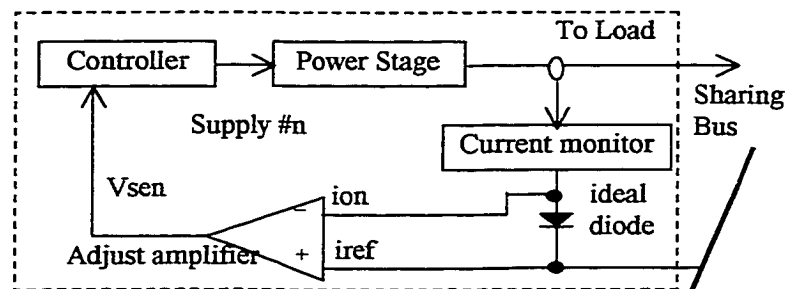 To Load
Controller
Power Stage
Sharing
Bus
Supply #n
Current monitor
Vsen
ion
ideal
diode
−
Adjust amplifier
+
iref